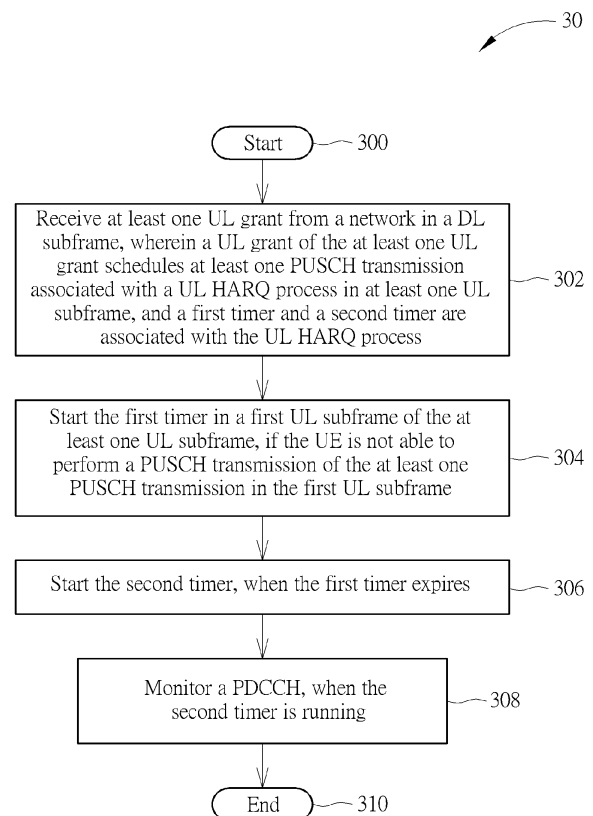 30
Start
300
Receive at least one UL grant from a network in a DL
subframe, wherein a UL grant of the at least one UL
grant schedules at least one PUSCH transmission
associated with a UL HARQ process in at least one UL
subframe, and a first timer and a second timer are
associated with the UL HARQ process
302
Start the first timer in a first UL subframe of the at
least one UL subframe, if the UE is not able to
perform a PUSCH transmission of the at least one
PUSCH transmission in the first UL subframe
304
Start the second timer, when the first timer expires
306
Monitor a PDCCH, when the
second timer is running
308
End
310